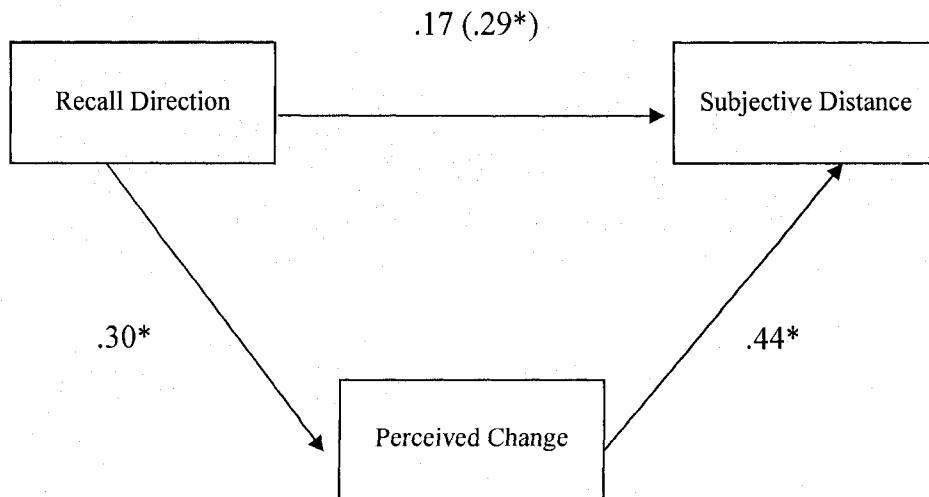 .17 (.29*)
Recall Direction
Subjective Distance
.30*
.44*
Perceived Change